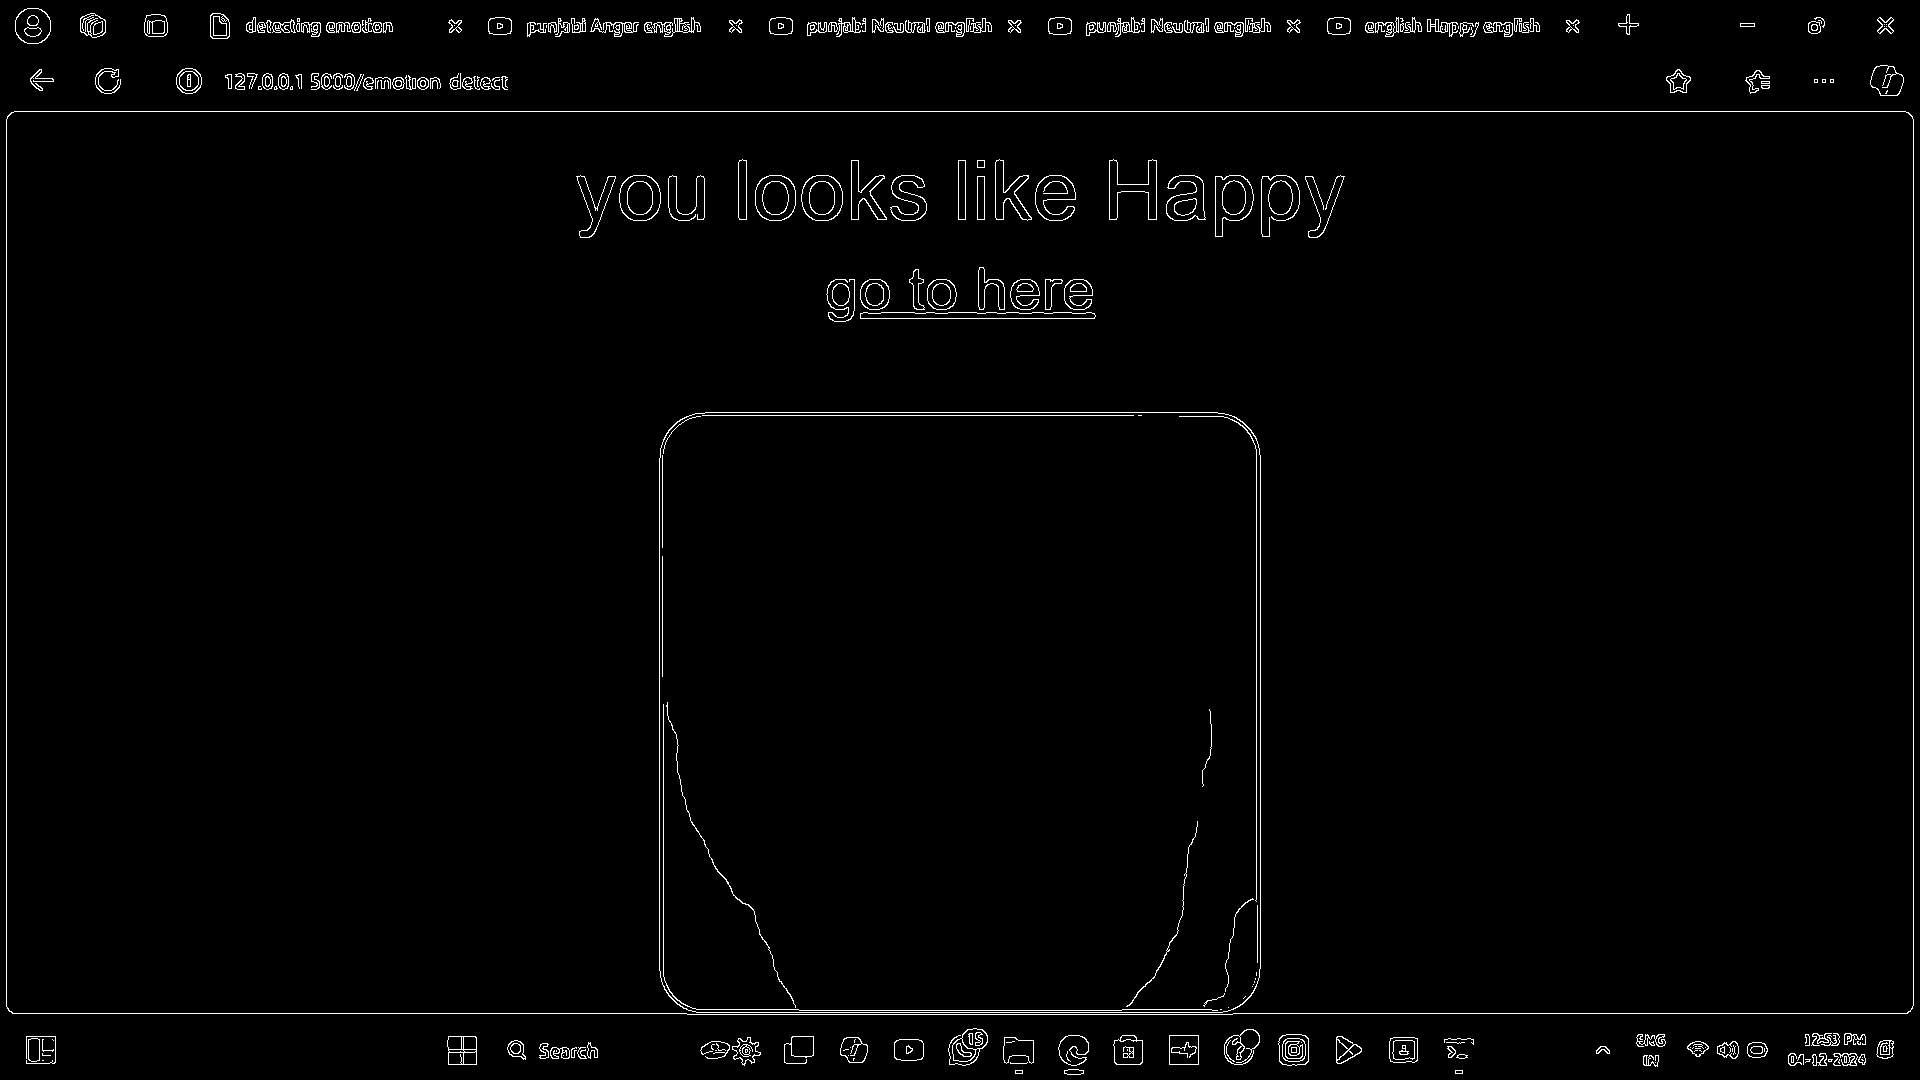 detecting emotion
punjabi Anger english
punjabi Neutral english
punjabi Neutral english
english Happy english
127.0.0.1 5000/emotion detect
you looks like Happy
go to here
Search
15
ENG
IN
12:53 PM
04-12-2024